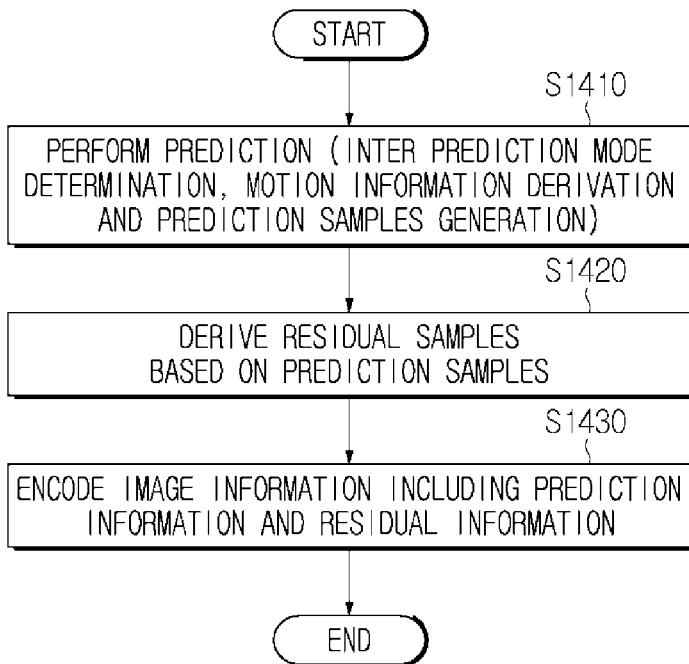 START
S1410
PERFORM PREDICTION (INTER PREDICTION MODE
DETERMINATION, MOTION INFORMATION DERIVATION
AND PREDICTION SAMPLES GENERATION)
S1420
DERIVE RESIDUAL SAMPLES
BASED ON PREDICTION SAMPLES
S1430
ENCODE IMAGE INFORMATION INCLUDING PREDICTION
INFORMATION AND RESIDUAL INFORMATION
END